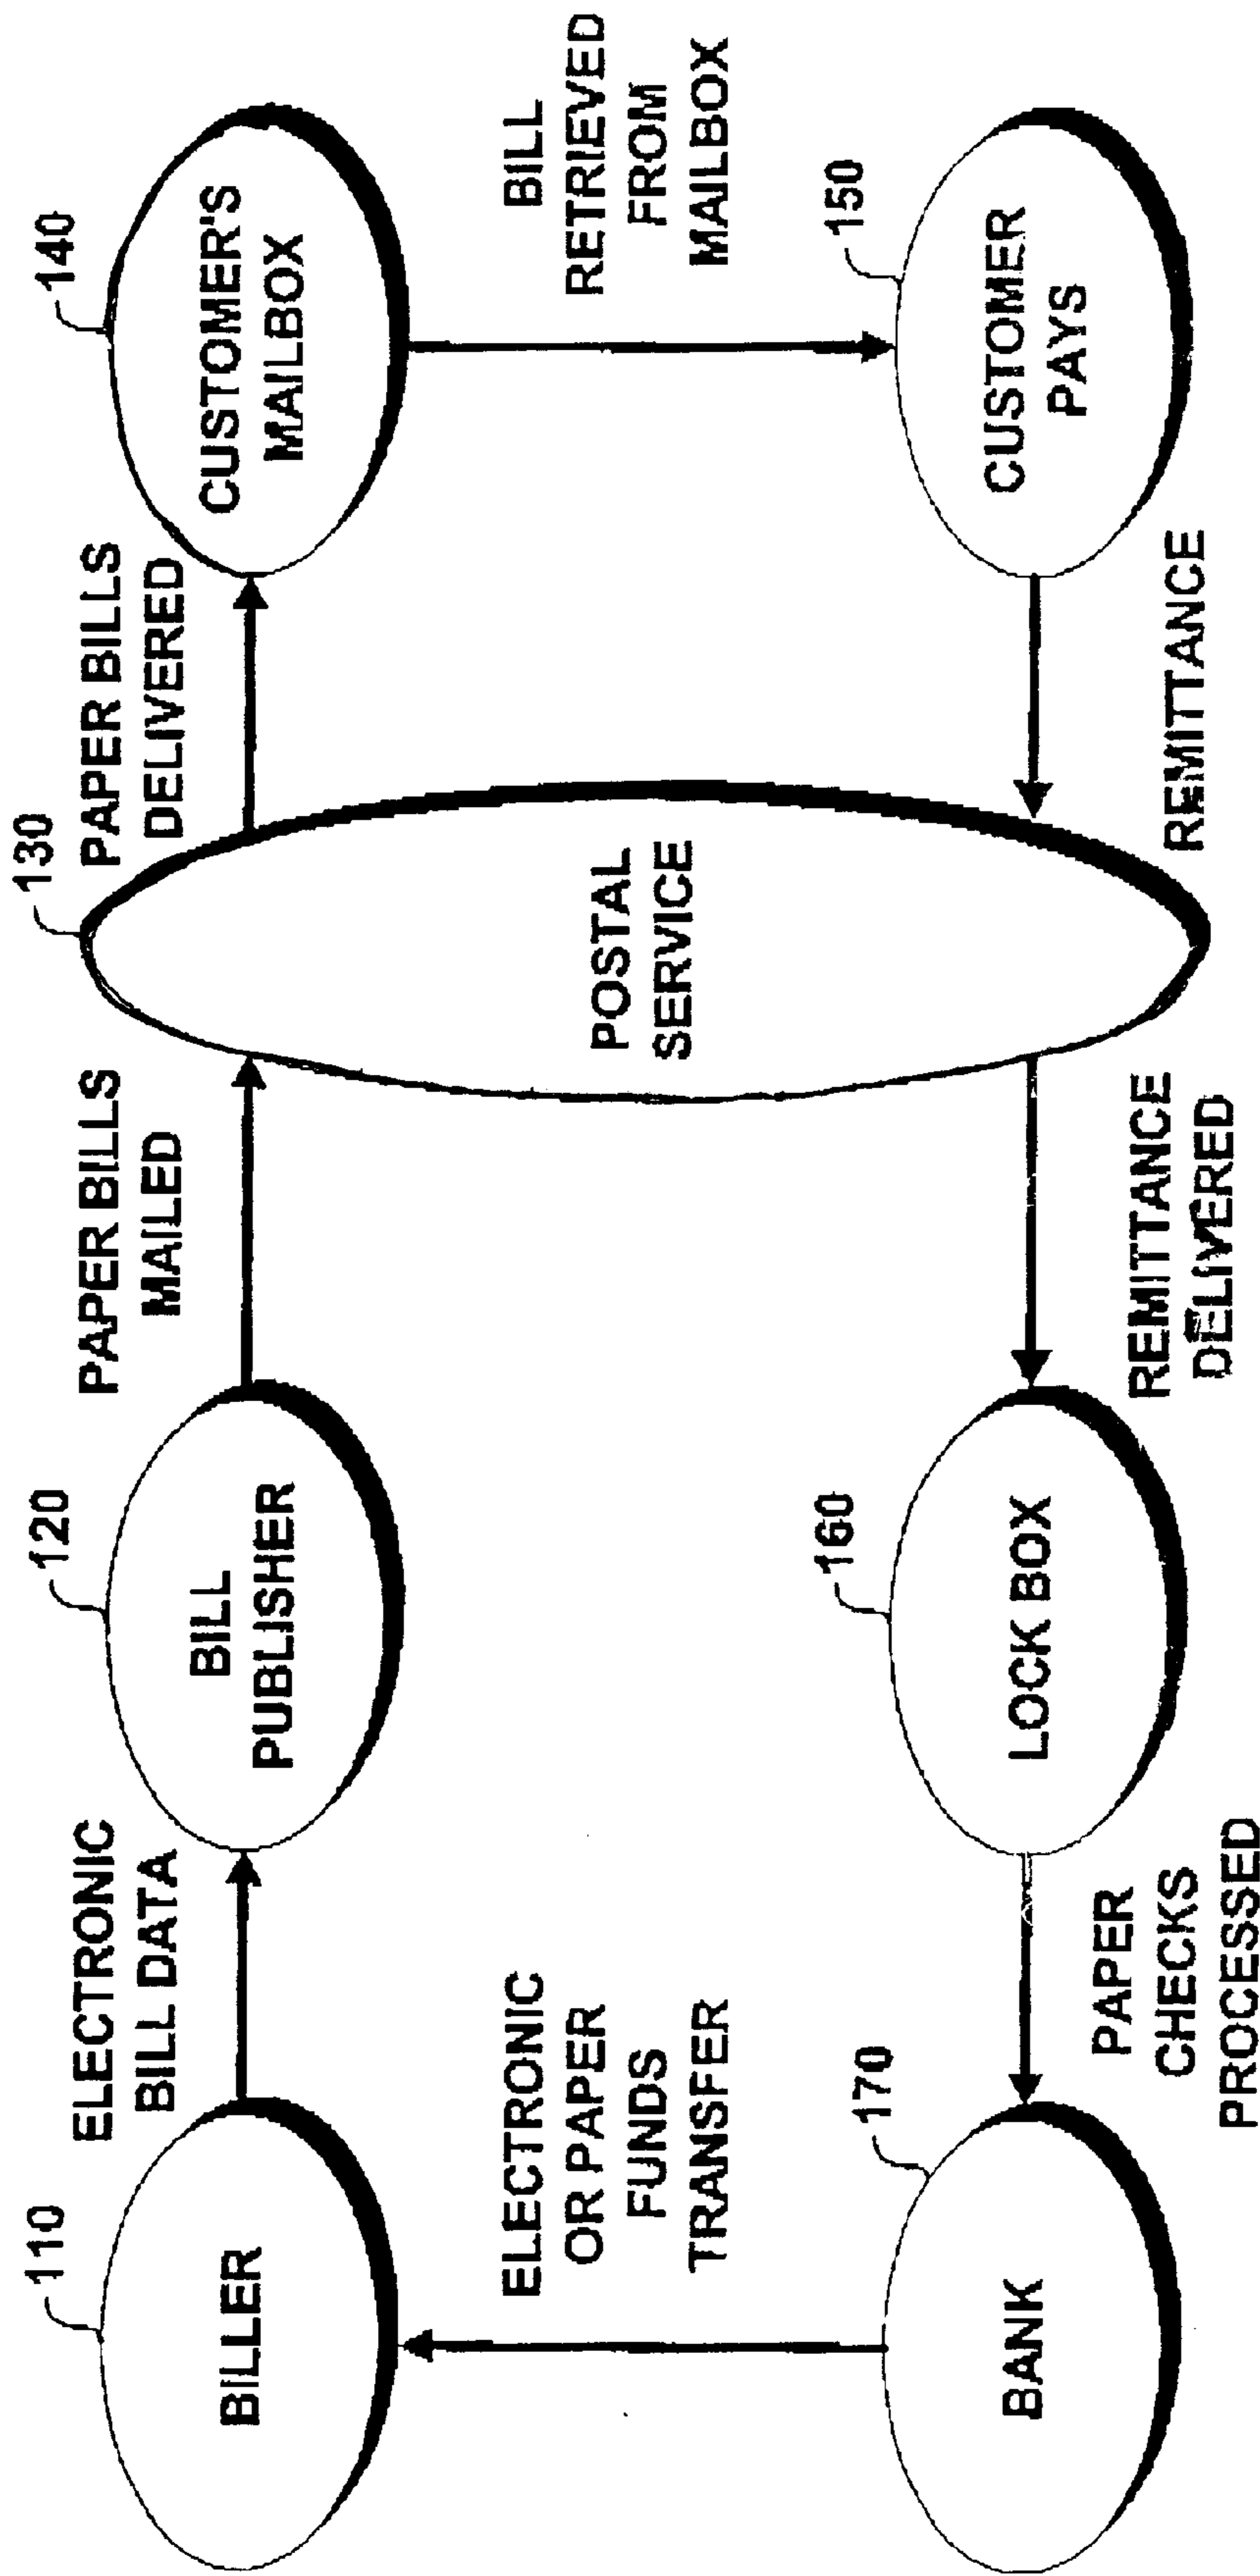 110
BILLER
ELECTRONIC
BILL DATA
120
BILL
PUBLISHER
PAPER BILLS
MAILED
130
POSTAL
SERVICE
PAPER BILLS
DELIVERED
140
CUSTOMER'S
MAILBOX
BILL
RETRIEVED
FROM
MAILBOX
150
CUSTOMER
PAYS
REMITTANCE
REMITTANCE
DELIVERED
160
LOCK BOX
PAPER
CHECKS
PROCESSED
170
BANK
ELECTRONIC
OR PAPER
FUNDS
TRANSFER